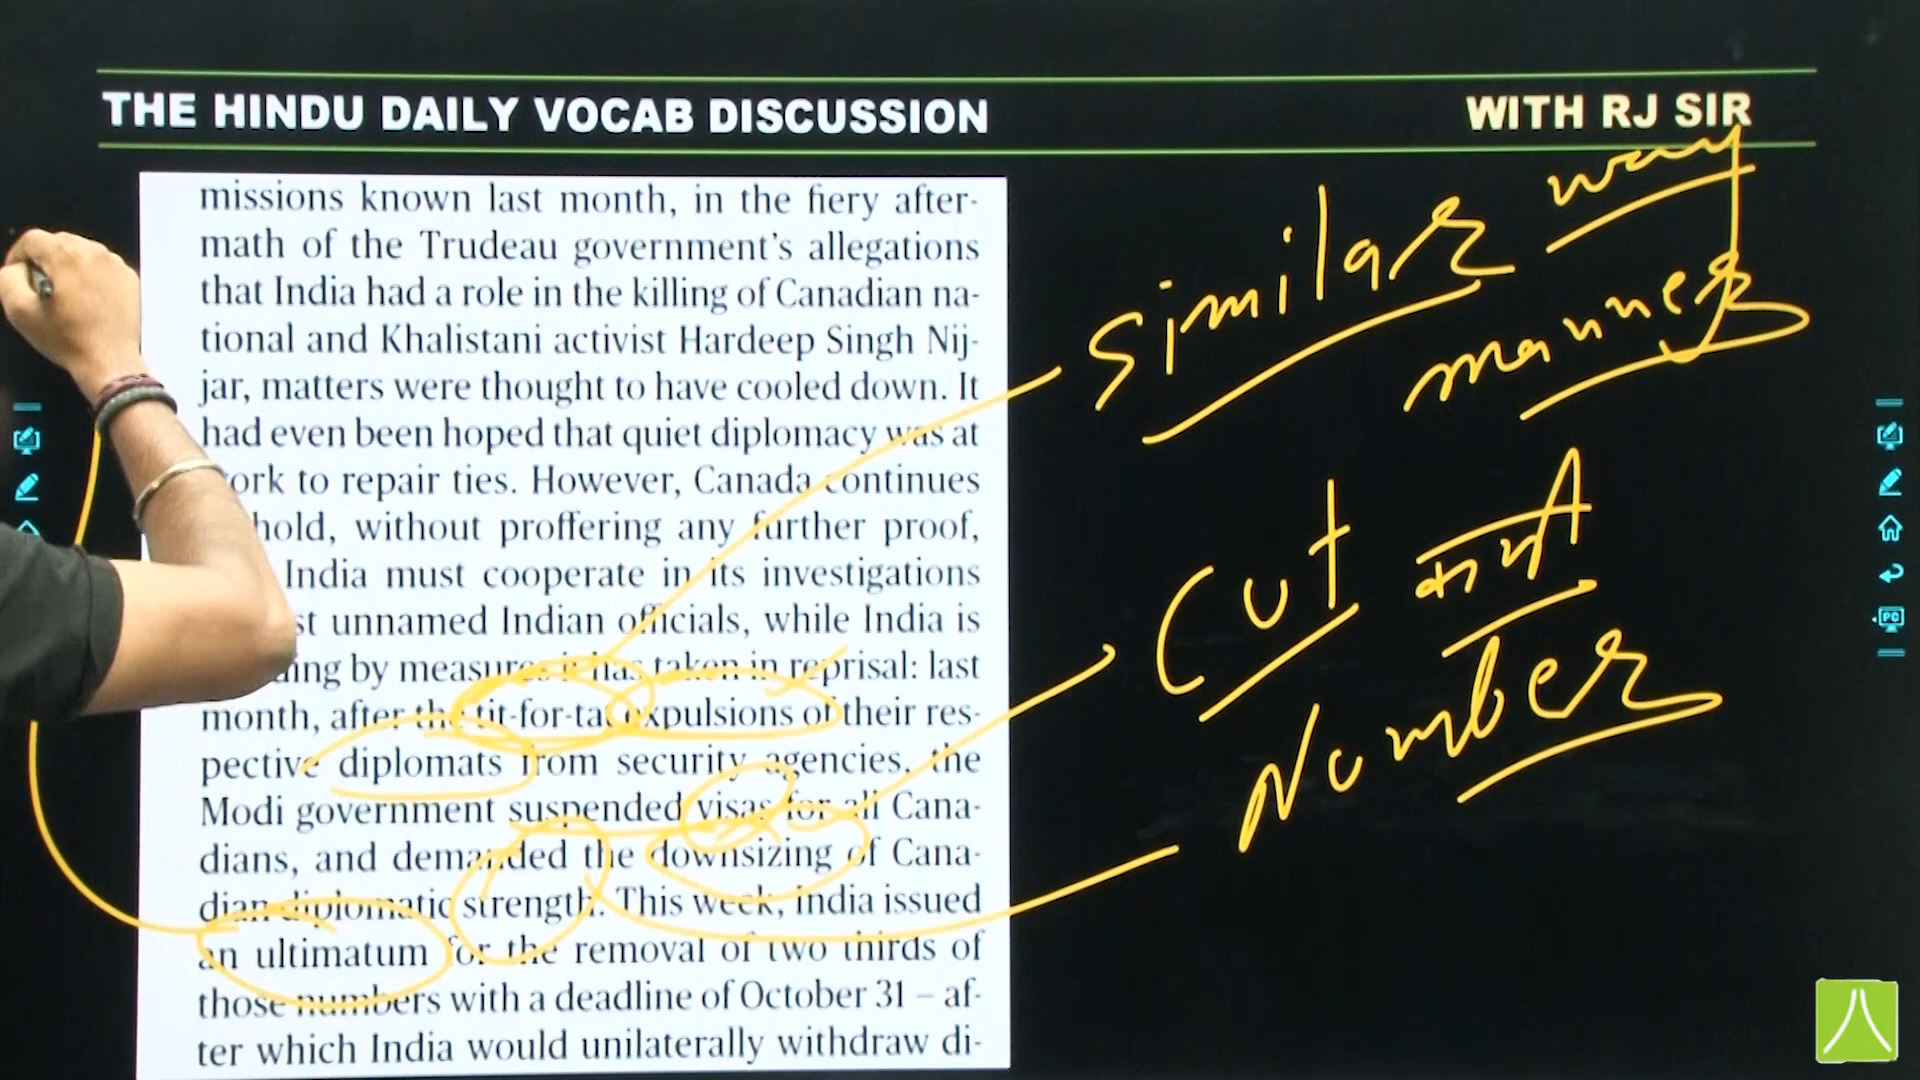 THE HINDU DAILY VOCAB DISCUSSION
WITH RJ SIR
missions known last month, in the fiery after-
math of the Trudeau government's allegations
that India had a role in the killing of Canadian na-
tional and Khalistani activist Hardeep Singh Nij-
jar, matters were thought to have cooled down. It
had even been hoped that quiet diplomacy was at
ork to repair ties. However, Canada continues
hold, without proffering any further proof,
India must cooperate in its investigations
st unnamed Indian officials, while India is
ing by measures it has taken in reprisal: last
month, after the tit-for-tat expulsions of their res-
pective diplomats from security agencies, the
Modi government suspended visas for all Cana-
dians, and demanded the downsizing of Cana-
dian diplomatic strength. This week, India issued
an ultimatum for the removal of two thirds of
those numbers with a deadline of October 31 – af-
ter which India would unilaterally withdraw di-
similar way
manner
Cut
Number
PC